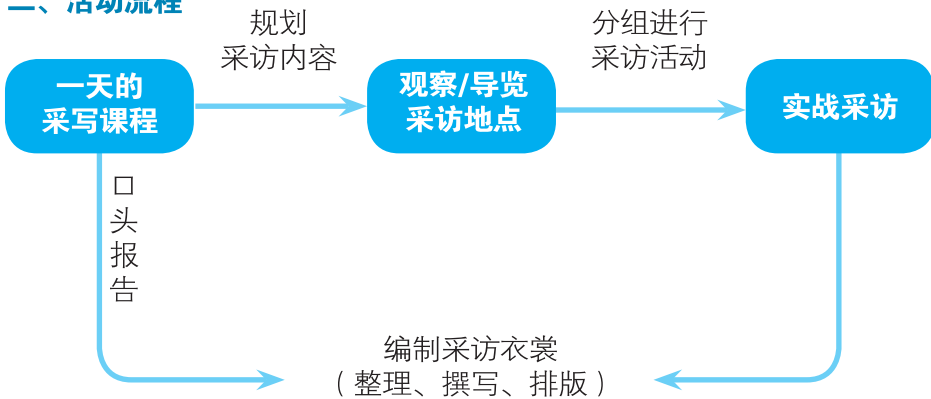 二、活动流程
规划
采访内容
分组进行
采访活动
一天的
采写课程
观察/导览
采访地点
实战采访
口
头
报
告
编制采访衣裳
（整理、撰写、排版）